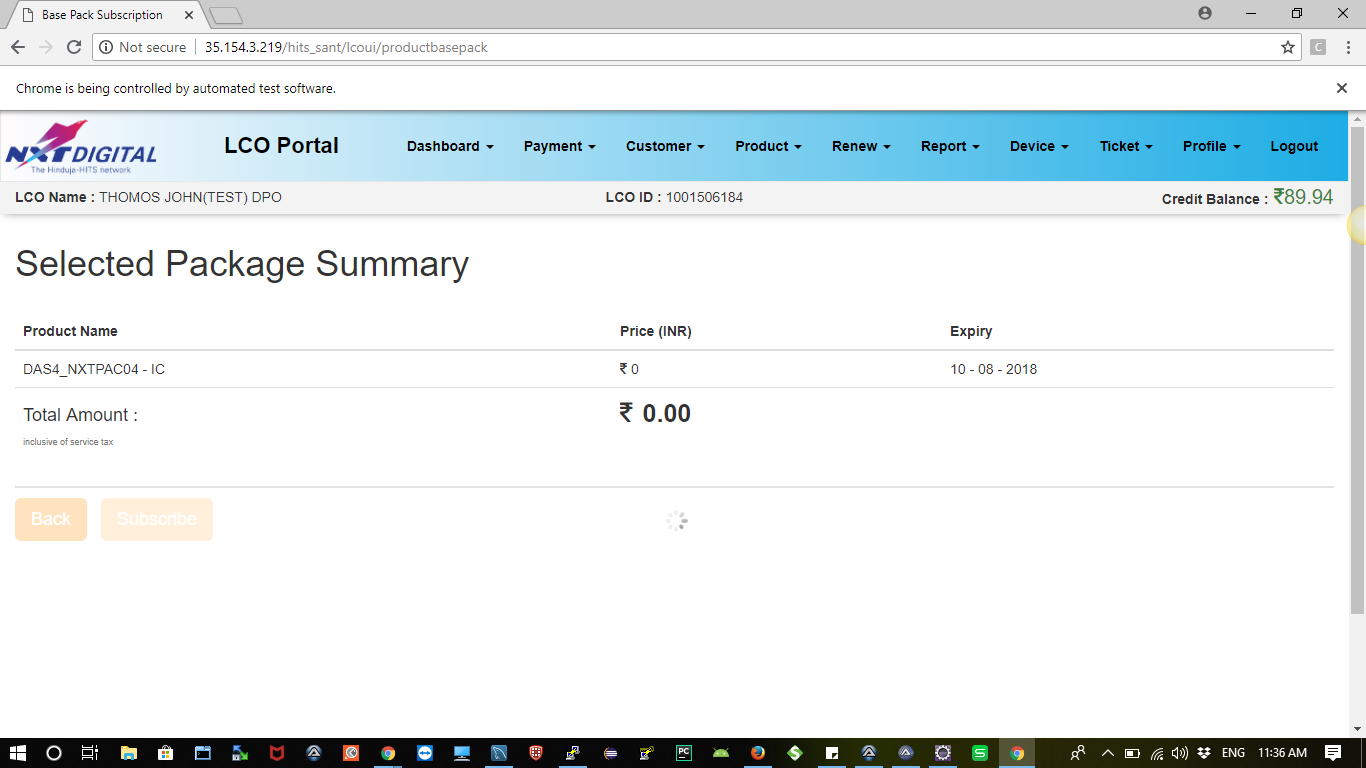 Base Pack Subscription
Not secure 35.154.3.219/hits_sant/lcoui/productbasepack
C
Chrome is being controlled by automated test software.
NXT DIGITAL
The Hinduja-HITS network
LCO Portal Dashboard Payment Customer Product Renew Report Device Ticket Profile Logout
LCO Name : THOMOS JOHN(TEST) DPO LCO ID : 1001506184 Credit Balance : ₹89.94
Selected Package Summary
Product Name Price (INR) Expiry
DAS4_NXTPAC04 - IC ₹ 0 10 - 08 - 2018
Total Amount : ₹ 0.00
inclusive of service tax
Back Subscribe
PC S ENG 11:36 AM